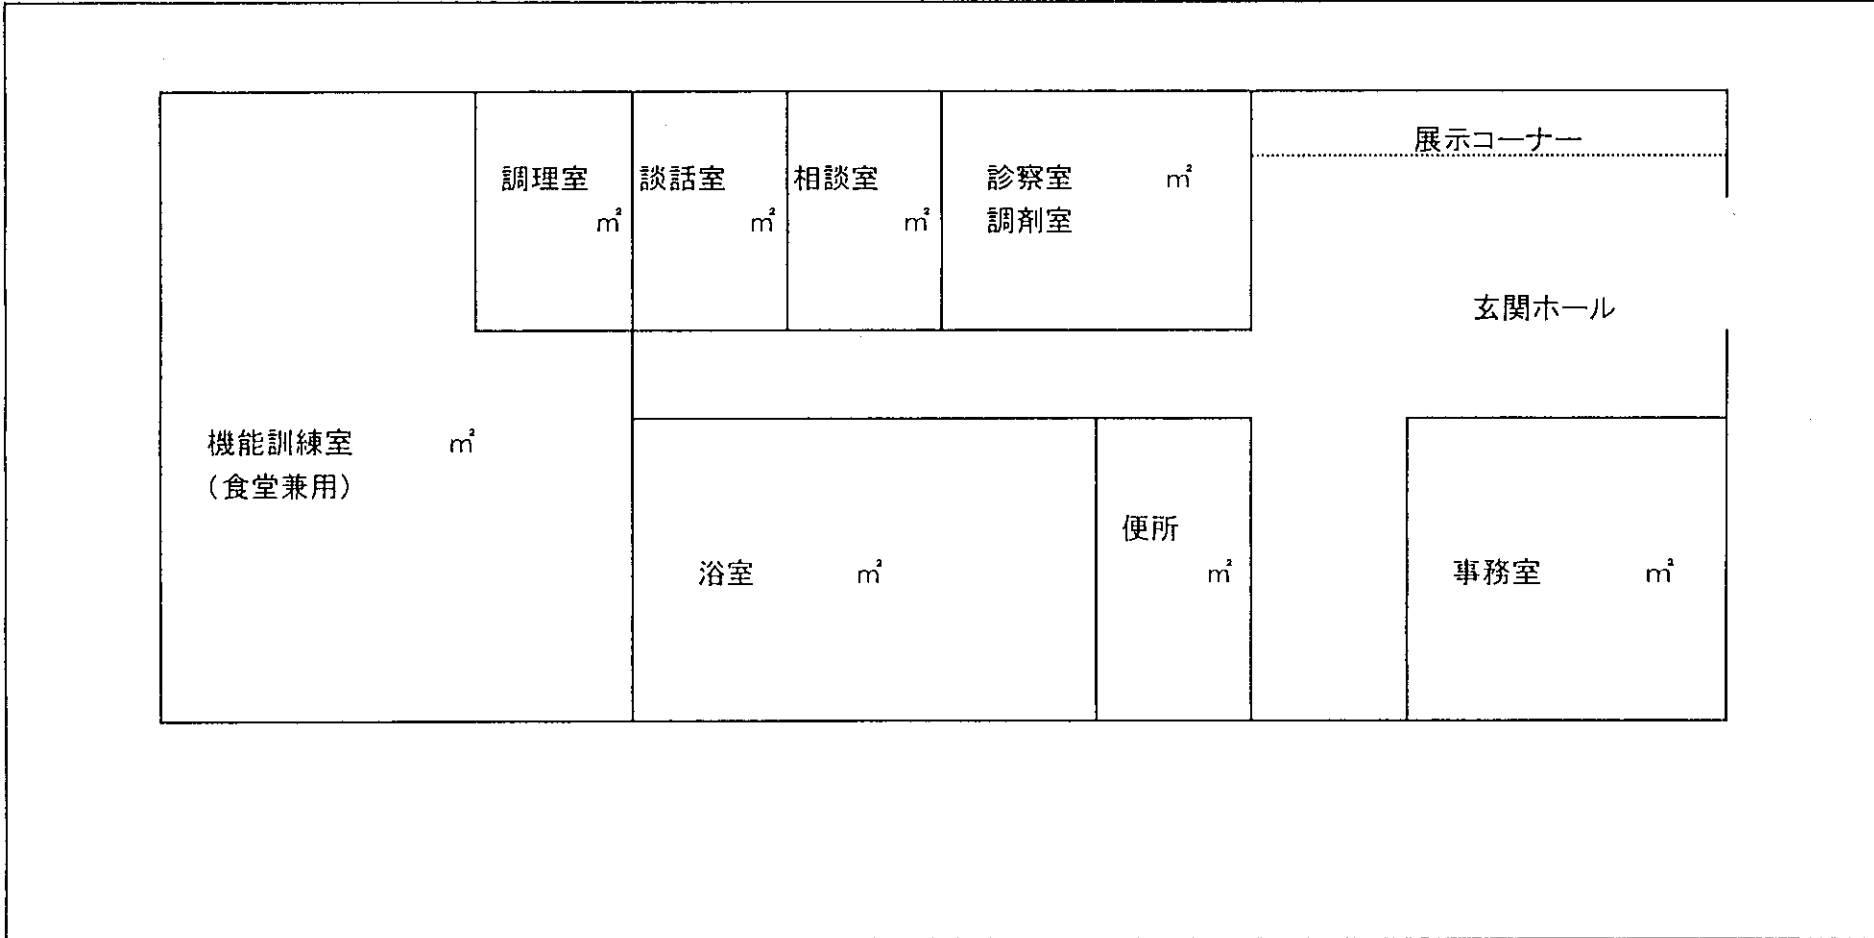 展示コーナー
調理室
㎡
談話室
㎡
相談室
㎡
診察室 ㎡
調剤室
玄関ホール
機能訓練室 ㎡
(食堂兼用)
浴室 ㎡
便所
㎡
事務室 ㎡